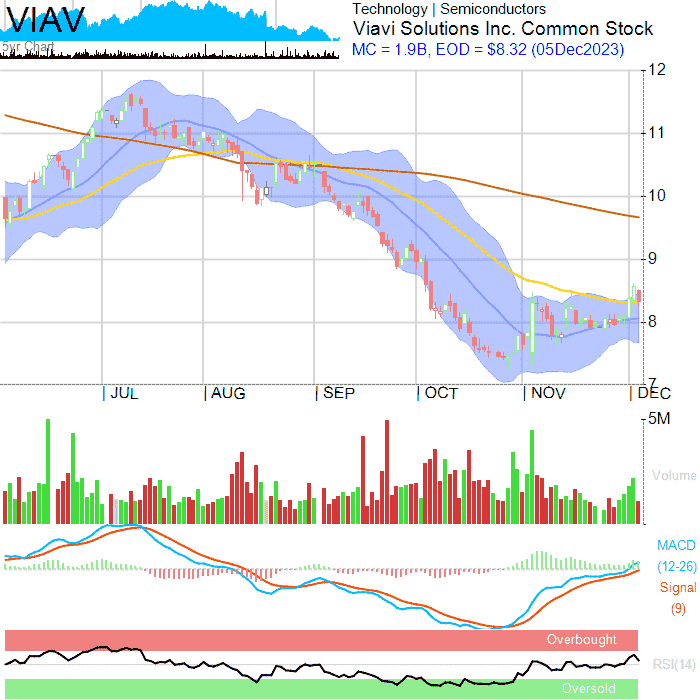 VIAV
5yr Chart
Technology | Semiconductors
Viavi Solutions Inc. Common Stock
MC = 1.9B, EOD = $8.32 (05Dec2023)
12
11
10
9
8
7
JUL AUG SEP OCT NOV DEC
5M
Volume
MACD
(12-26)
Signal
(9)
Overbought
RSI(14)
Oversold